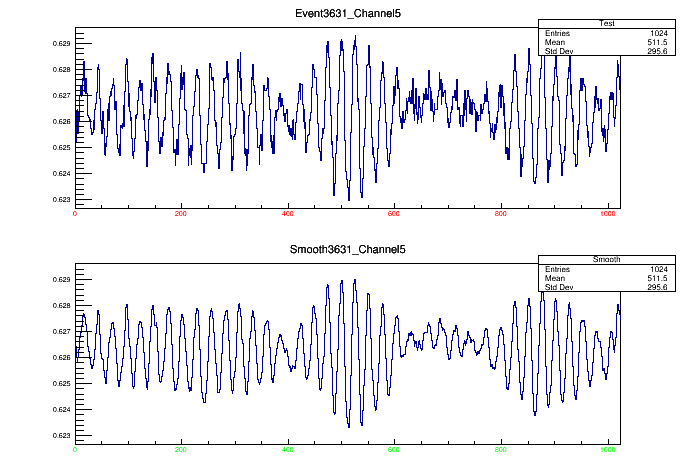 Event3631_Channel5
Test
Entries 1024
Mean 511.5
Std Dev 295.6
0.629
0.628
0.627
0.626
0.625
0.624
0.623
0 200 400 600 800 1000
Smooth3631_Channel5
Smooth
Entries 1024
Mean 511.5
Std Dev 295.6
0.629
0.628
0.627
0.626
0.625
0.624
0.623
0 200 400 600 800 1000